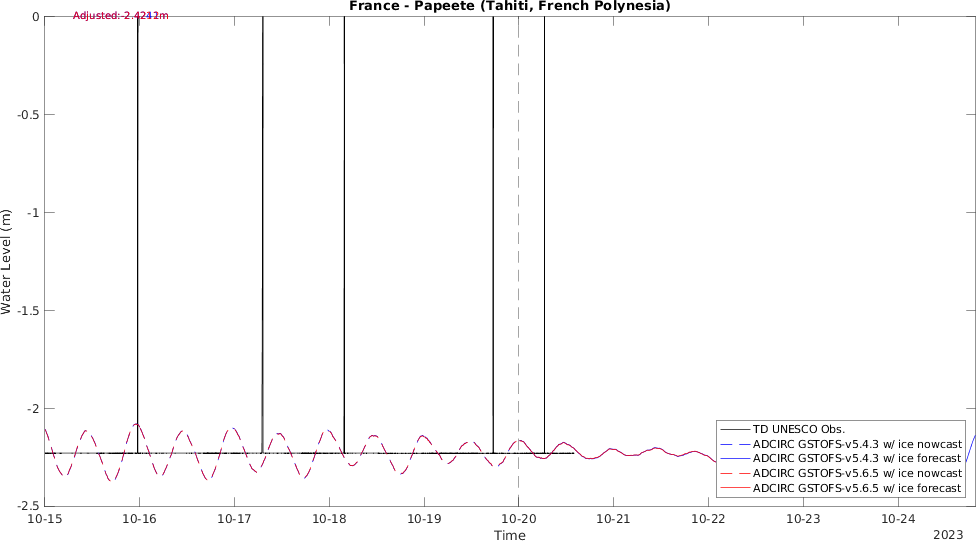 France - Papeete (Tahiti, French Polynesia)
Adjusted:
0
-0.5
-1
-1.5
-2
-2.5
Water Level (m)
10-15
10-16
10-17
10-18
10-19
10-20
10-21
10-22
10-23
10-24
Time
2023
TD UNESCO Obs.
ADCIRC GSTOFS-v5.4.3 w/ ice nowcast
ADCIRC GSTOFS-v5.4.3 w/ ice forecast
ADCIRC GSTOFS-v5.6.5 w/ ice nowcast
ADCIRC GSTOFS-v5.6.5 w/ ice forecast